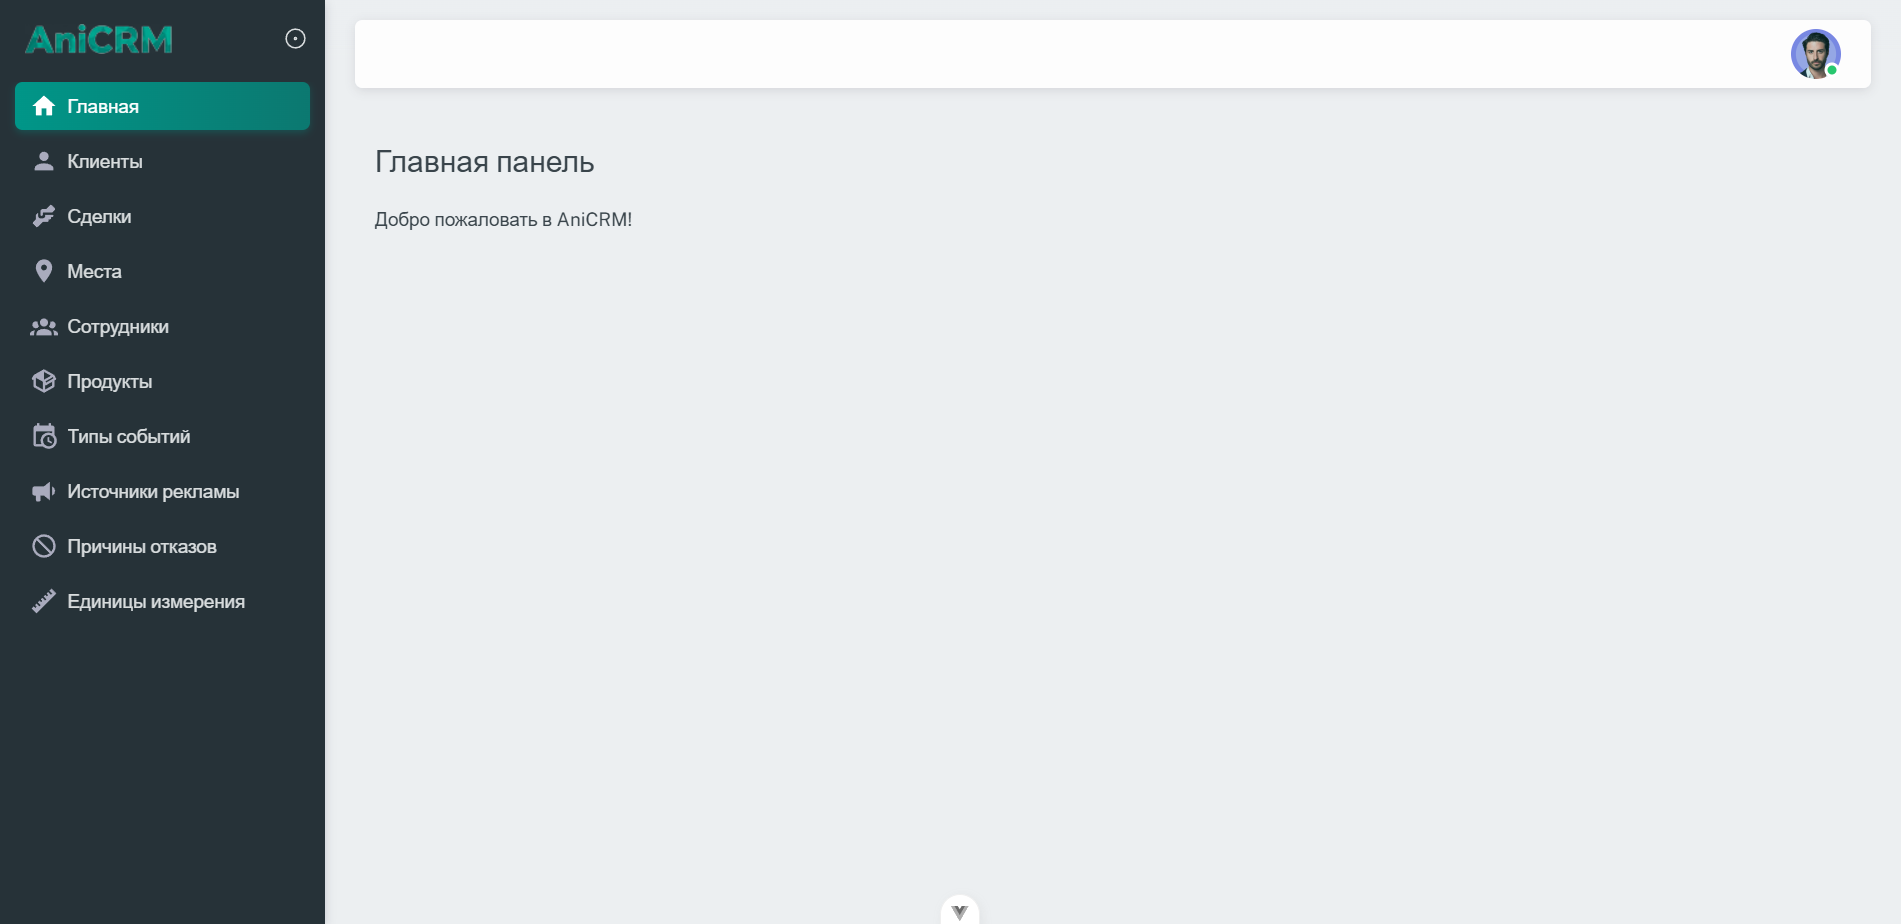 AniCRM
Главная
Клиенты
Сделки
Места
Сотрудники
Продукты
Типы событий
Источники рекламы
Причины отказов
Единицы измерения
Главная панель
Добро пожаловать в AniCRM!